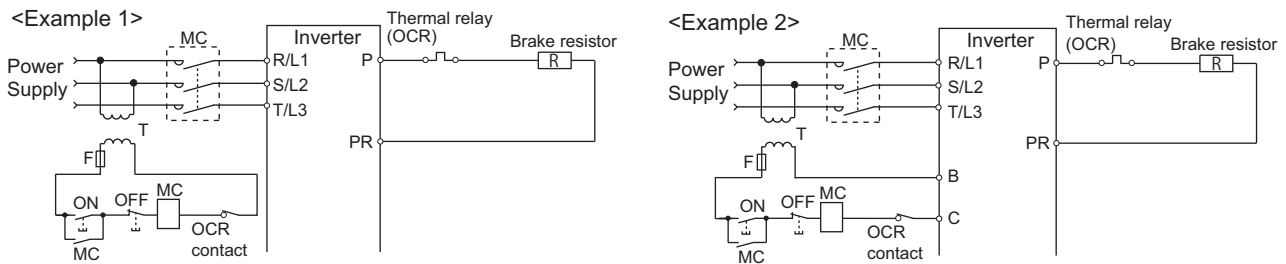 <Example 1>
Power
Supply
MC
Inverter
R/L1
S/L2
T/L3
P
PR
Thermal relay
(OCR)
Brake resistor
R
T
F
ON
OFF
MC
MC
OCR
contact
<Example 2>
Power
Supply
MC
Inverter
R/L1
S/L2
T/L3
P
PR
Thermal relay
(OCR)
Brake resistor
R
T
F
B
C
ON
OFF
MC
MC
OCR
contact